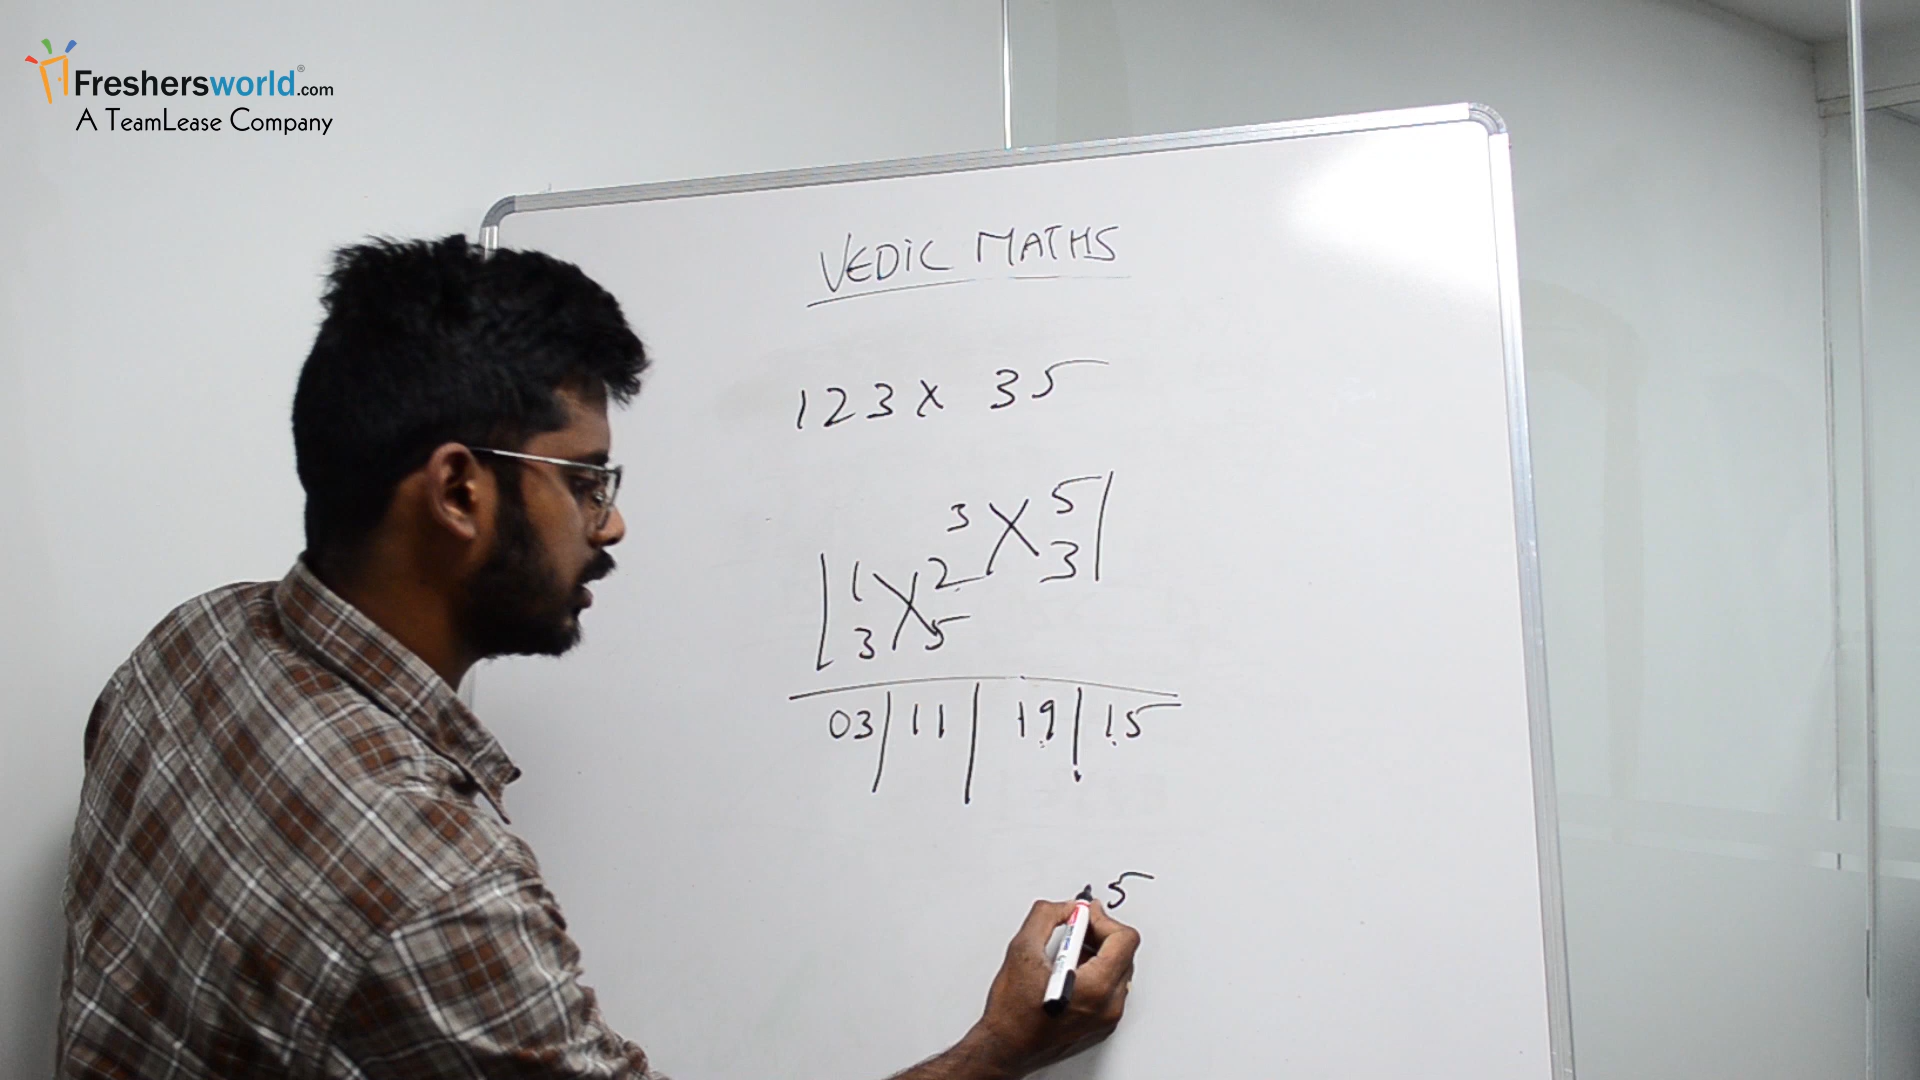 Freshersworld®.com
A TeamLease Company
VEDIC MATHS
123 x 35
3 X 5 |
| 1 X 2 3
3 5
03 | 11 | 19 | 15
5